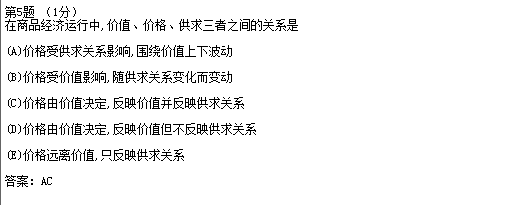 第5题 （1分）
在商品经济运行中,价值、价格、供求三者之间的关系是
(A)价格受供求关系影响,围绕价值上下波动
(B)价格受价值影响,随供求关系变化而变动
(C)价格由价值决定,反映价值并反映供求关系
(D)价格由价值决定,反映价值但不反映供求关系
(E)价格远离价值,只反映供求关系
答案：AC